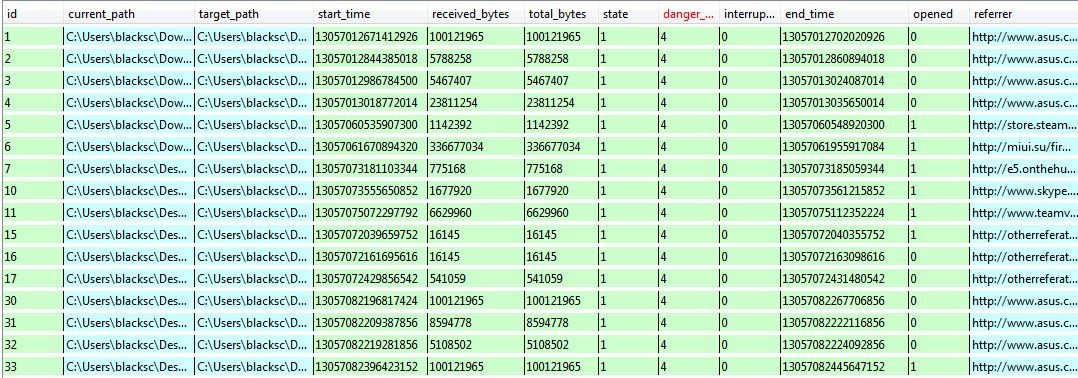 id current_path target_path start_time received_bytes total_bytes state danger_... interrup... end_time opened referrer
1 C:\Users\blacksc\Dow... C:\Users\blacksc\D... 13057012671412926 100121965 100121965 1 4 0 13057012702020926 0 http://www.asus.c...
2 C:\Users\blacksc\Dow... C:\Users\blacksc\D... 13057012844385018 5788258 5788258 1 4 0 13057012860894018 0 http://www.asus.c...
3 C:\Users\blacksc\Dow... C:\Users\blacksc\D... 13057012986784500 5467407 5467407 1 4 0 13057013024087014 0 http://www.asus.c...
4 C:\Users\blacksc\Dow... C:\Users\blacksc\D... 13057013018772014 23811254 23811254 1 4 0 13057013035650014 0 http://www.asus.c...
5 C:\Users\blacksc\Dow... C:\Users\blacksc\D... 13057060535907300 1142392 1142392 1 4 0 13057060548920300 1 http://store.steam...
6 C:\Users\blacksc\Dow... C:\Users\blacksc\D... 13057061670894320 336677034 336677034 1 4 0 13057061955917084 1 http://miui.su/fir...
7 C:\Users\blacksc\Des... C:\Users\blacksc\D... 13057073181103344 775168 775168 1 4 0 13057073185059344 1 http://e5.onthehu...
10 C:\Users\blacksc\Des... C:\Users\blacksc\D... 13057073555650852 1677920 1677920 1 4 0 13057073561215852 1 http://www.skype....
11 C:\Users\blacksc\Des... C:\Users\blacksc\D... 13057075072297792 6629960 6629960 1 4 0 13057075112352224 1 http://www.teamv...
15 C:\Users\blacksc\Des... C:\Users\blacksc\D... 13057072039659752 16145 16145 1 4 0 13057072040355752 1 http://otherreferat...
16 C:\Users\blacksc\Des... C:\Users\blacksc\D... 13057072161695616 16145 16145 1 4 0 13057072163098616 0 http://otherreferat...
17 C:\Users\blacksc\Des... C:\Users\blacksc\D... 13057072429856542 541059 541059 1 4 0 13057072431480542 0 http://otherreferat...
30 C:\Users\blacksc\Des... C:\Users\blacksc\D... 13057082196817424 100121965 100121965 1 4 0 13057082267706856 0 http://www.asus.c...
31 C:\Users\blacksc\Des... C:\Users\blacksc\D... 13057082209387856 8594778 8594778 1 4 0 13057082222116856 0 http://www.asus.c...
32 C:\Users\blacksc\Des... C:\Users\blacksc\D... 13057082219281856 5108502 5108502 1 4 0 13057082224092856 0 http://www.asus.c...
33 C:\Users\blacksc\Des... C:\Users\blacksc\D... 13057082396423152 100121965 100121965 1 4 0 13057082445647152 1 http://www.asus.c...